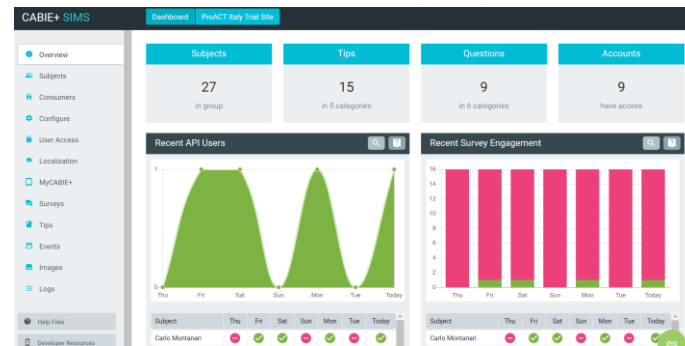 CABIE+ SIMS
Dashboard ProACT Italy Trial Site
Overview
Subjects
Consumers
Configure
User Access
Localization
MyCABIE+
Surveys
Tips
Events
Images
Logs
Help Files
Developer Resources
Subjects Tips Questions Accounts
27 15 9 9
in group in 5 categories in 6 categories have access
Recent API Users
1
0
Thu Fri Sat Sun Mon Tue Today
Subject Thu Fri Sat Sun Mon Tue Today
Carlo Montanari
Recent Survey Engagement
16
14
12
10
8
6
4
2
0
Thu Fri Sat Sun Mon Tue Today
Subject Thu Fri Sat Sun Mon Tue Today
Carlo Montanari